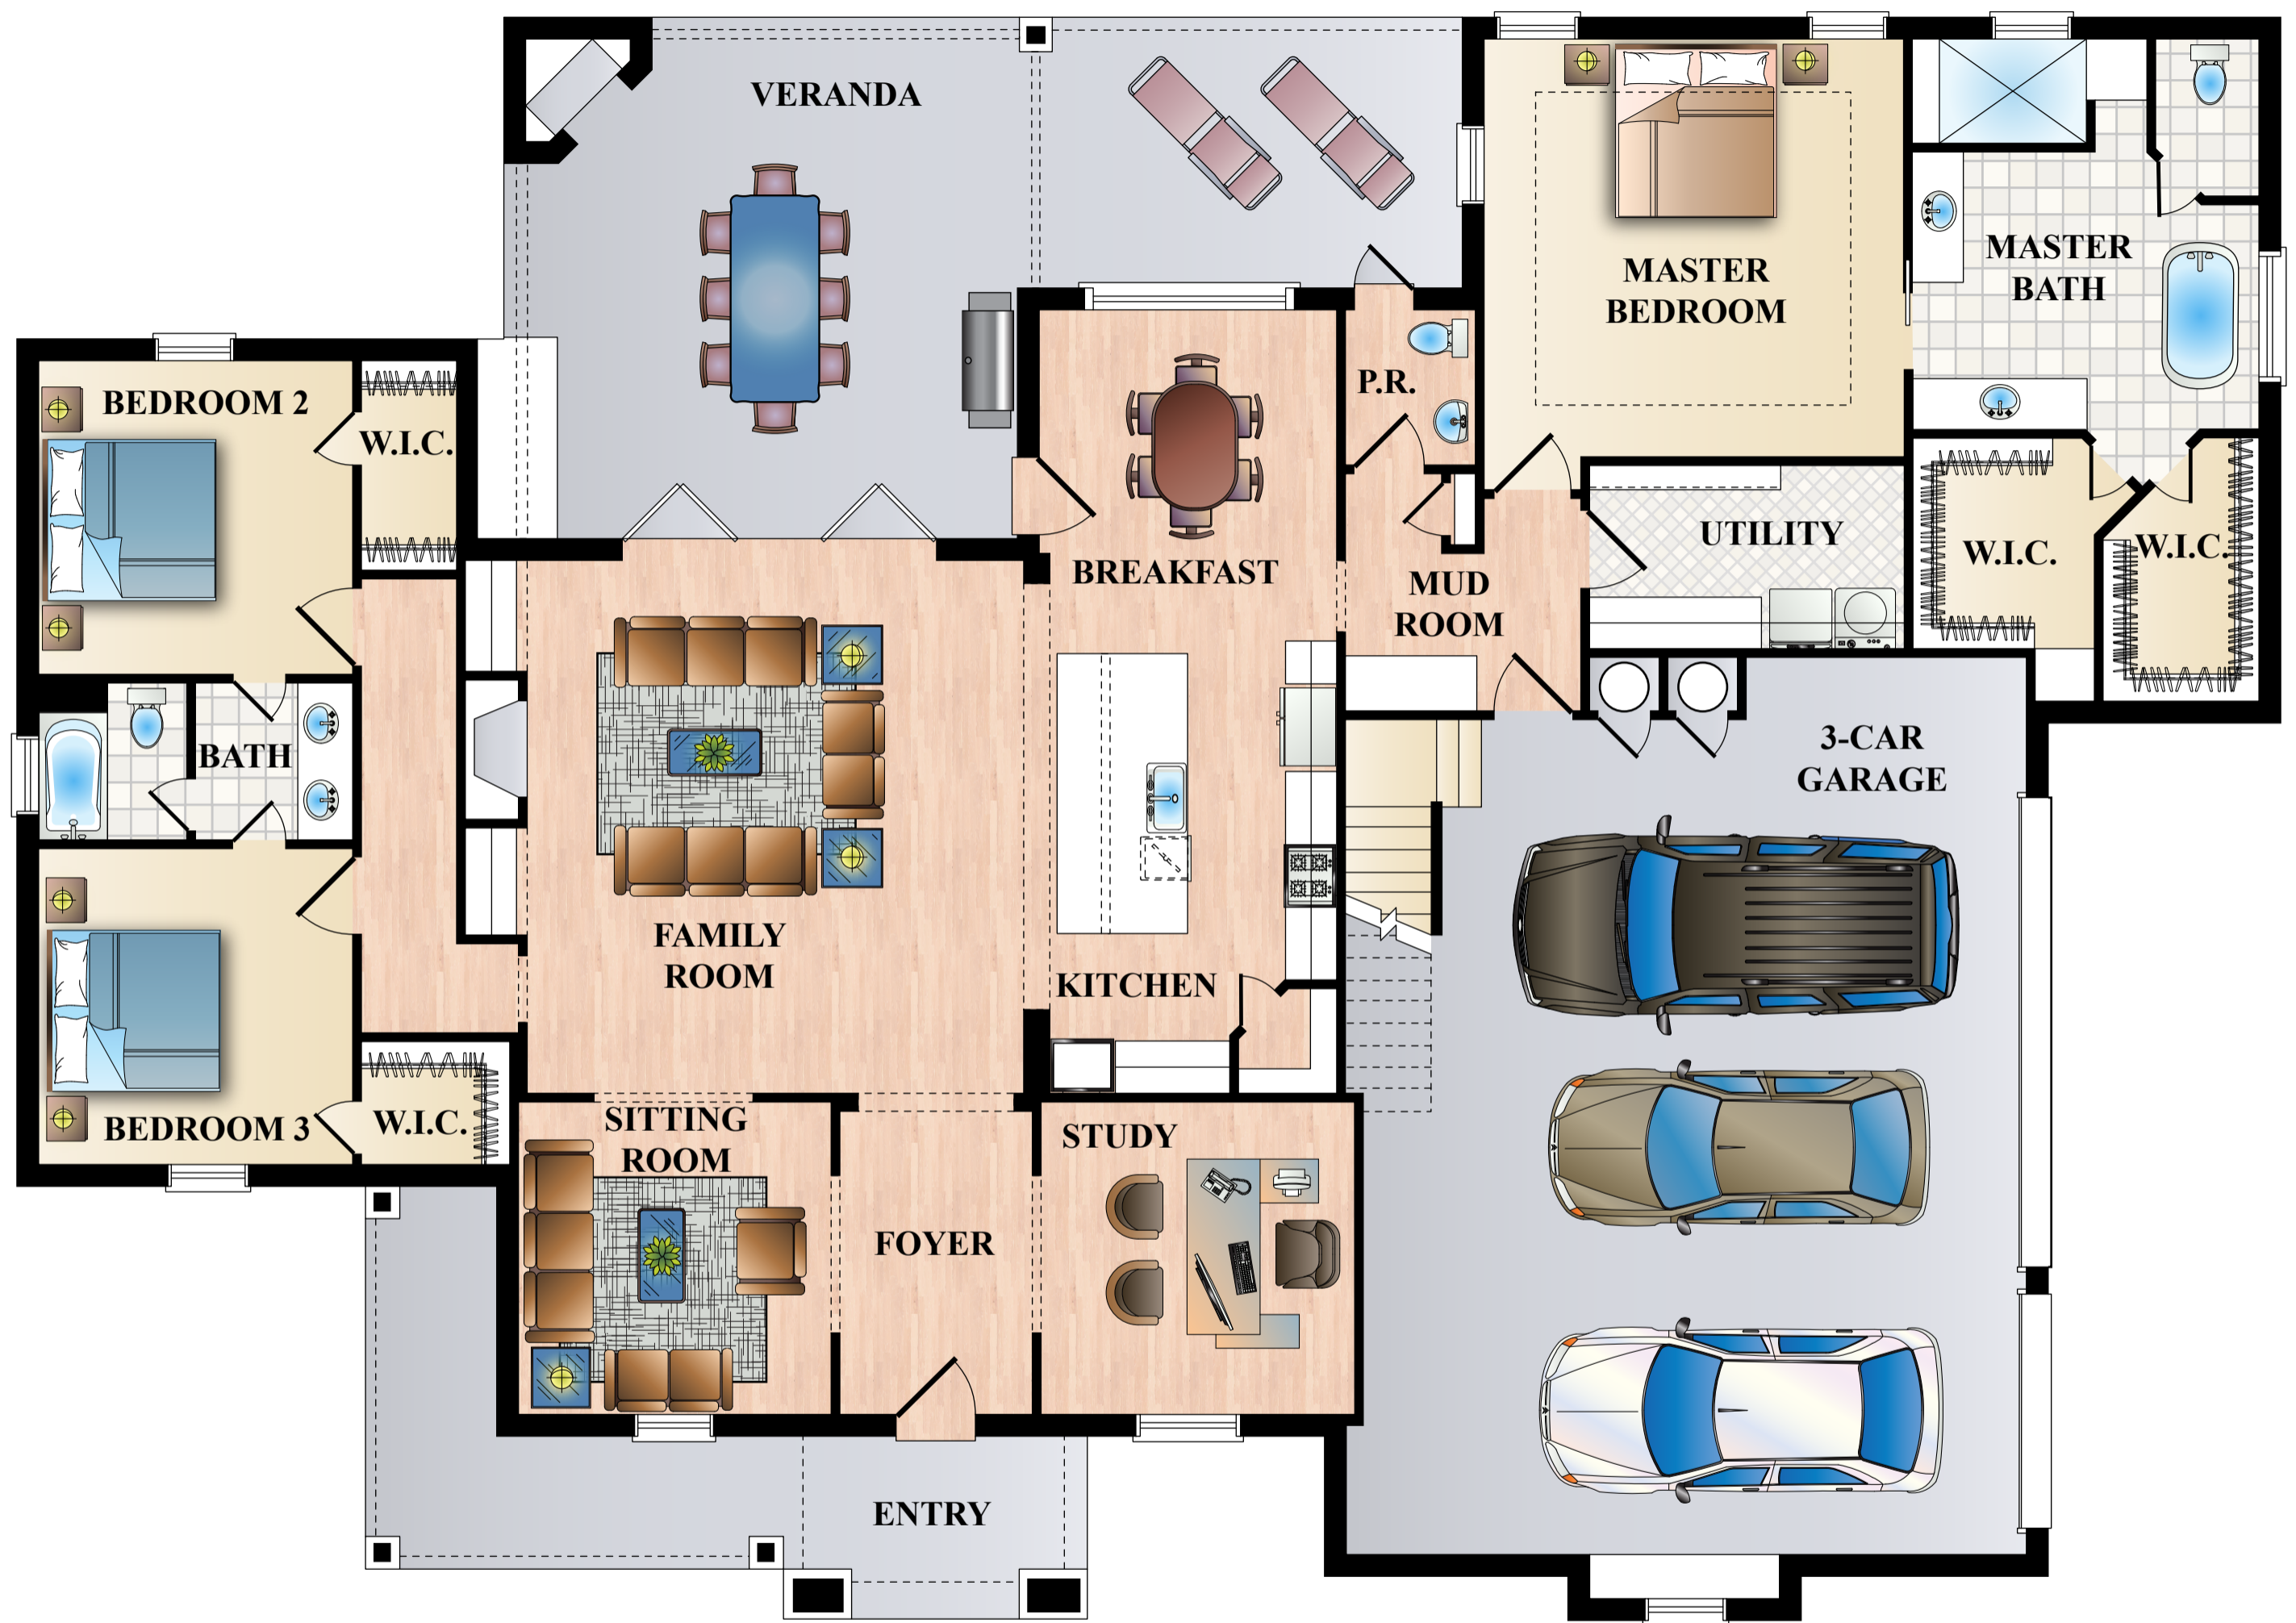 VERANDA
MASTER
BEDROOM
MASTER
BATH
BEDROOM 2
W.I.C.
P.R.
BREAKFAST
MUD
ROOM
UTILITY
W.I.C.
W.I.C.
BATH
3-CAR
GARAGE
FAMILY
ROOM
KITCHEN
BEDROOM 3
W.I.C.
SITTING
ROOM
STUDY
FOYER
ENTRY